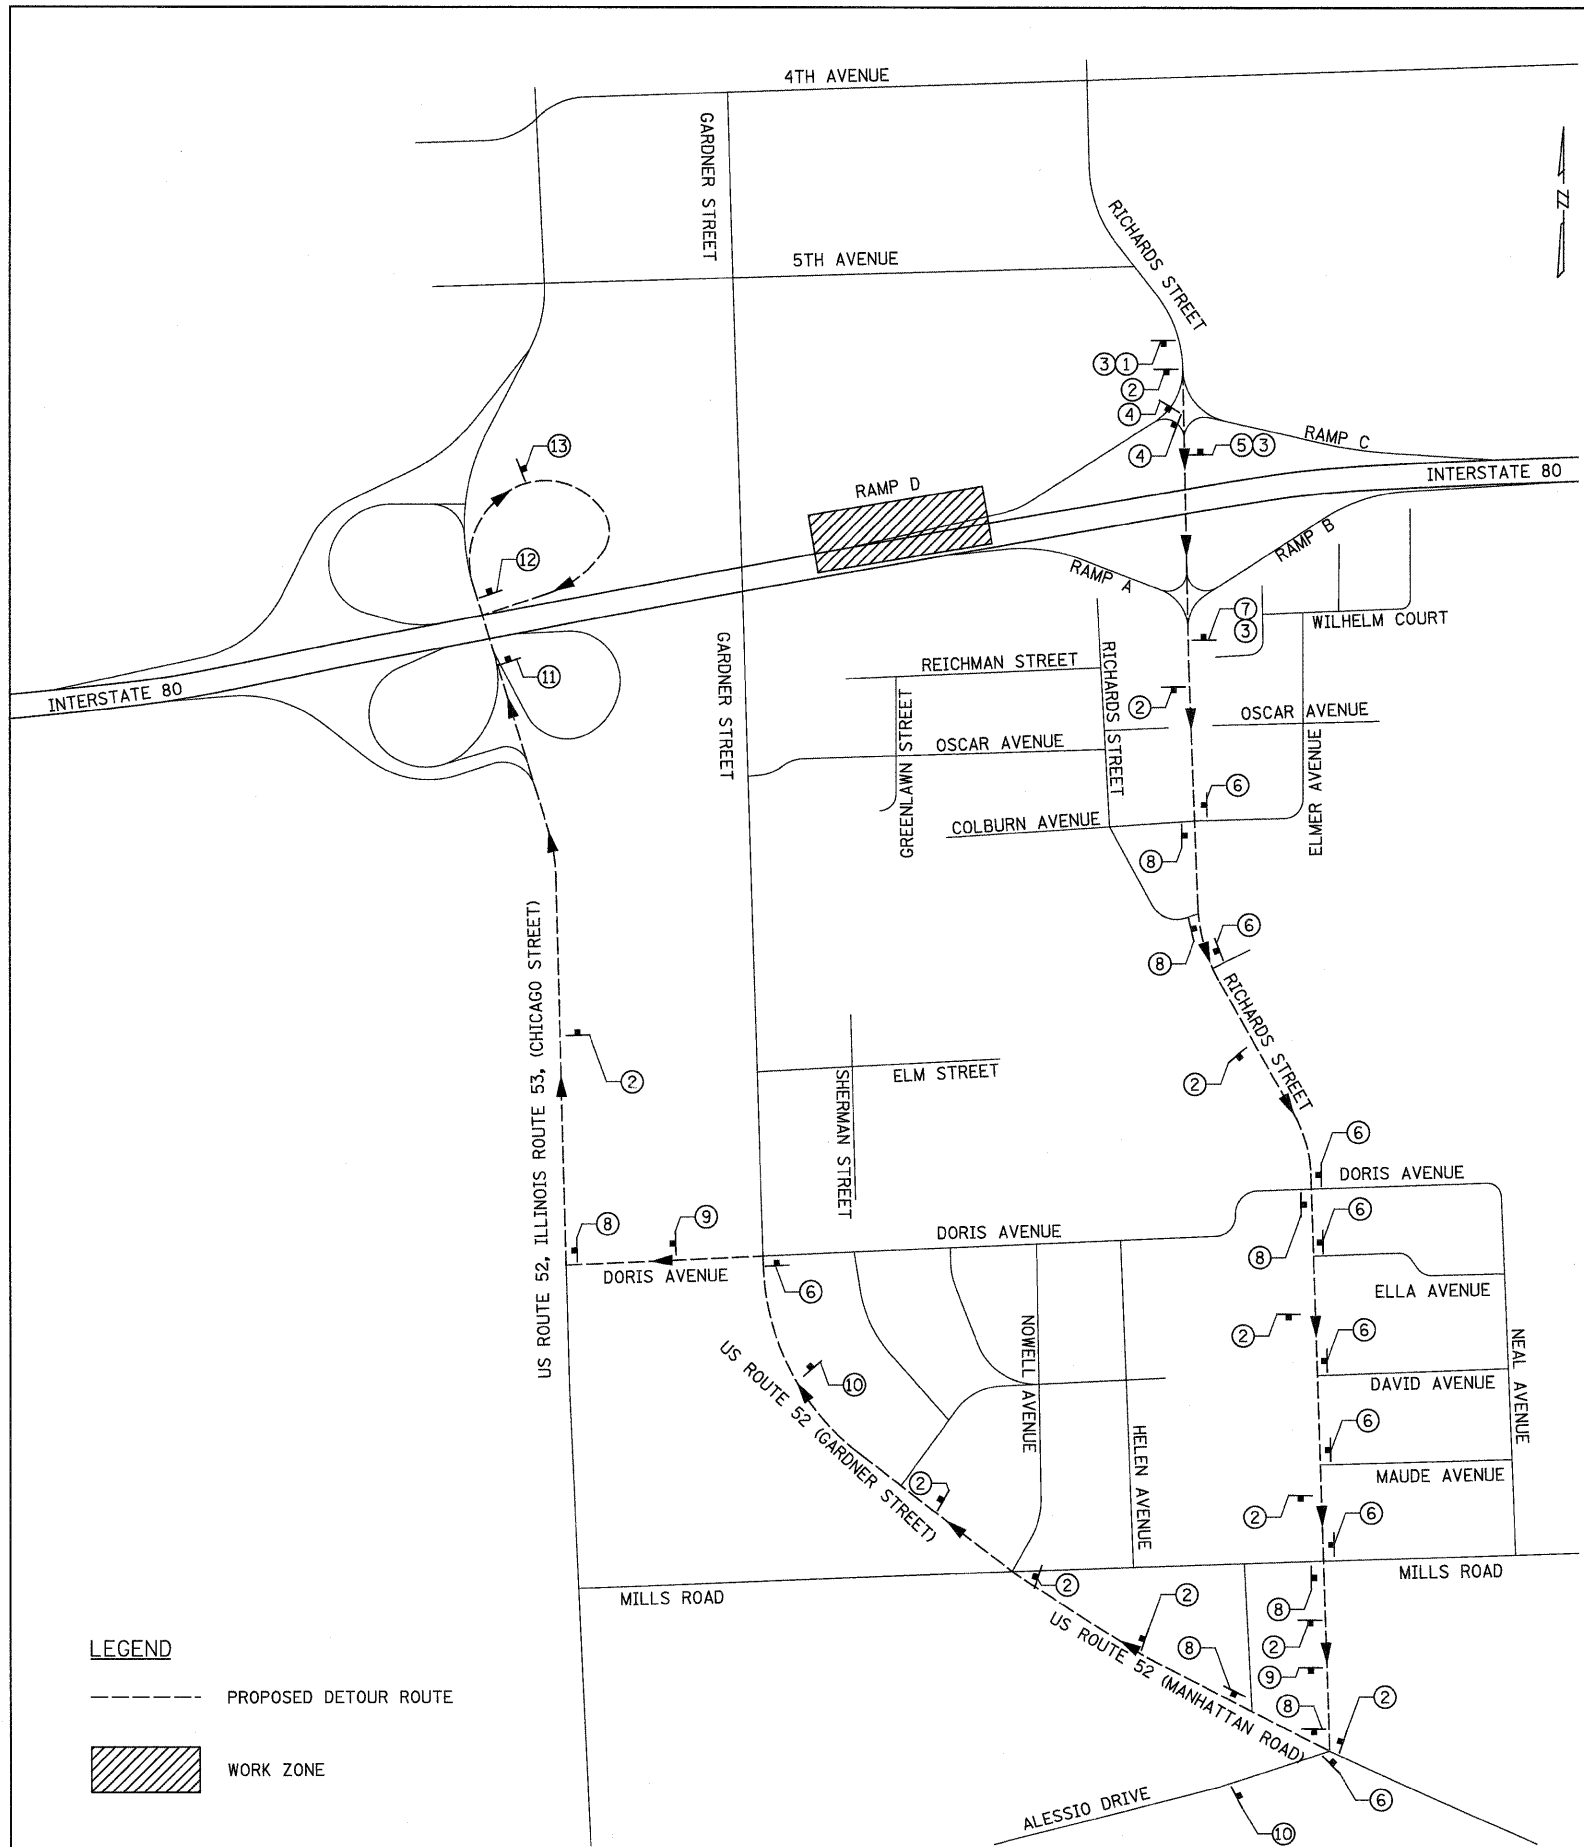 4TH AVENUE
GARDNER STREET
RICHARDS STREET
5TH AVENUE
N
3 1
2
4
4
5 3
RAMP C
INTERSTATE 80
13
RAMP D
12
RAMP B
RAMP A
7
3
WILHELM COURT
11
INTERSTATE 80
GARDNER STREET
REICHMAN STREET
RICHARDS STREET
2
OSCAR AVENUE
GREENLAWN STREET
OSCAR AVENUE
ELMER AVENUE
6
COLBURN AVENUE
8
US ROUTE 52, ILLINOIS ROUTE 53, (CHICAGO STREET)
6
8
RICHARDS STREET
2
2
ELM STREET
SHERMAN STREET
6
DORIS AVENUE
8
9
DORIS AVENUE
6
8
DORIS AVENUE
6
ELLA AVENUE
2
6
NOWELL AVENUE
NEAL AVENUE
10
US ROUTE 52 (GARDNER STREET)
DAVID AVENUE
6
HELEN AVENUE
2
MAUDE AVENUE
2
6
MILLS ROAD
2
MILLS ROAD
2
8
US ROUTE 52 (MANHATTAN ROAD)
8
2
9
8
2
LEGEND
PROPOSED DETOUR ROUTE
WORK ZONE
ALESSIO DRIVE
6
10